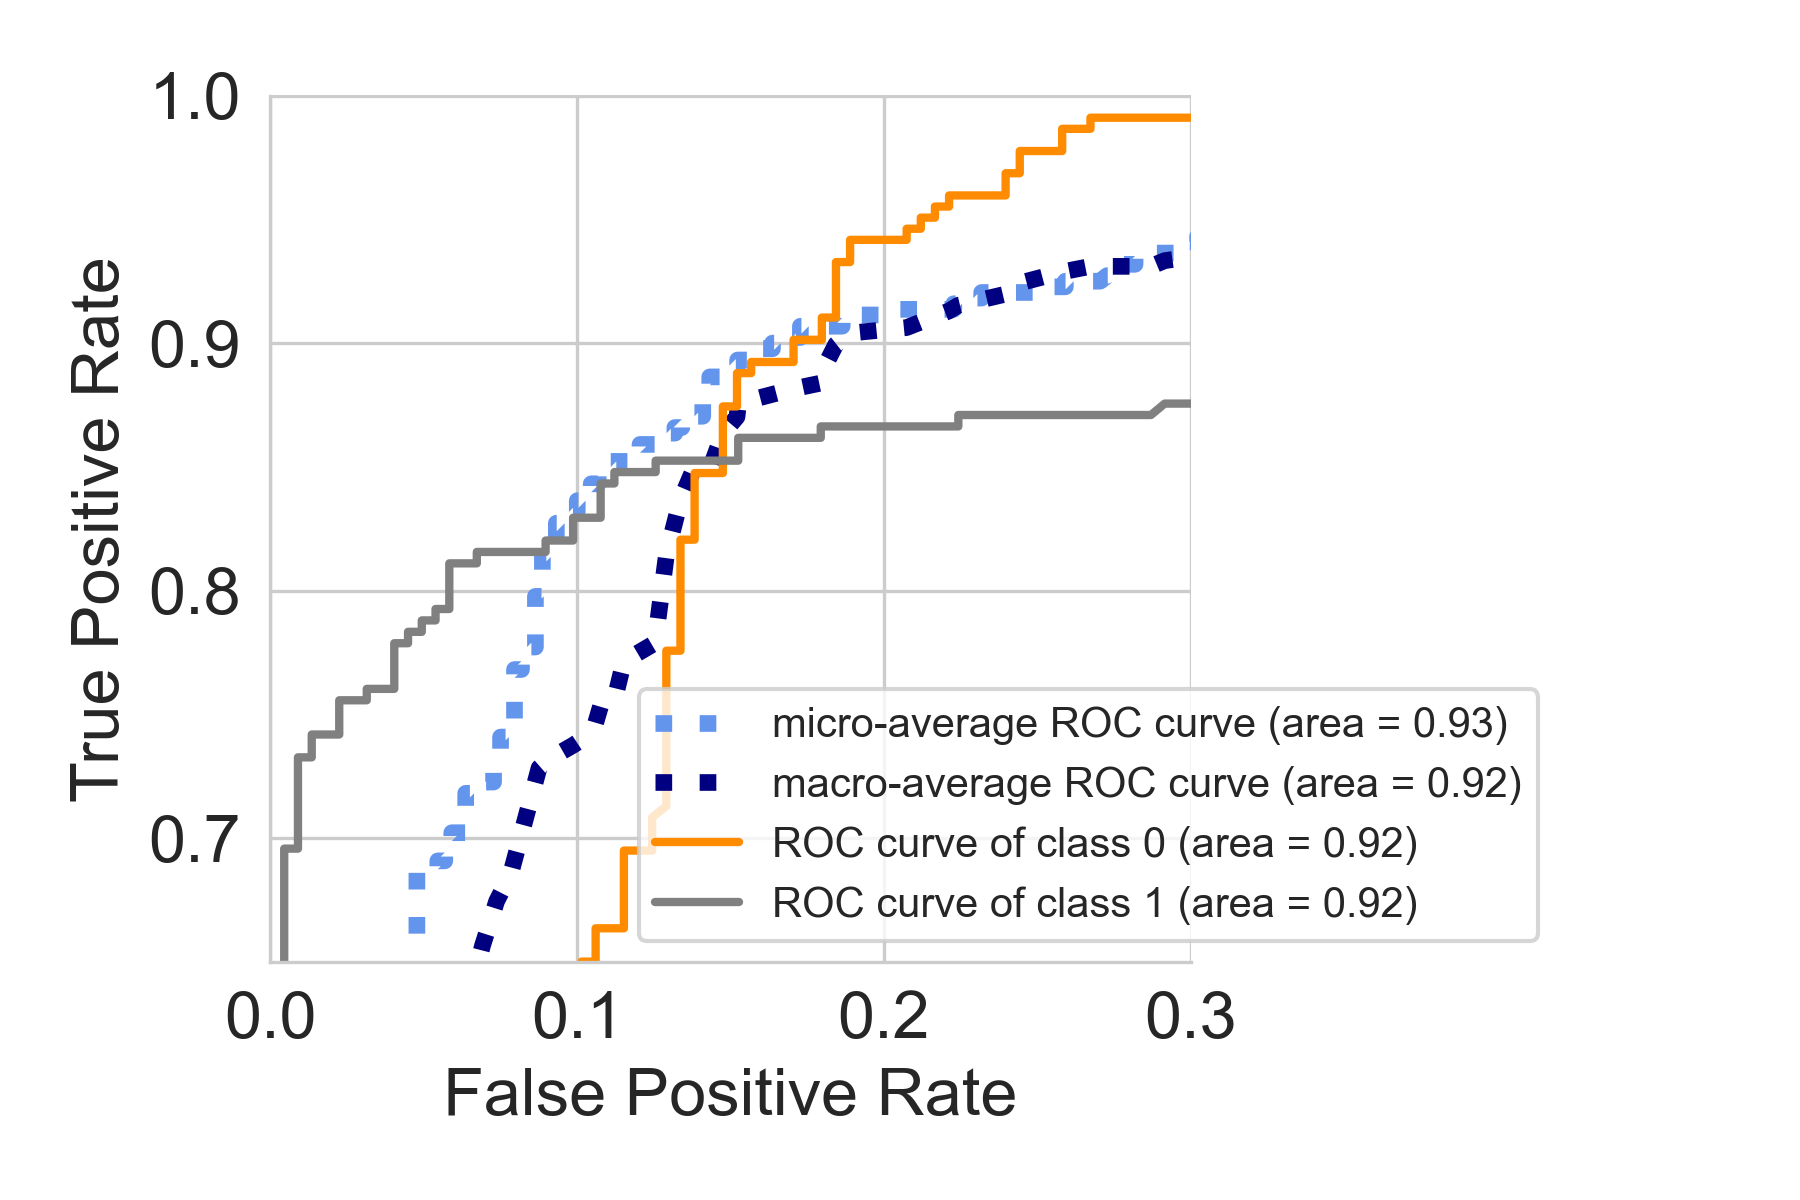 1.0
0.9
0.8
0.7
True Positive Rate
micro-average ROC curve (area = 0.93)
macro-average ROC curve (area = 0.92)
ROC curve of class 0 (area = 0.92)
ROC curve of class 1 (area = 0.92)
0.0 0.1 0.2 0.3
False Positive Rate